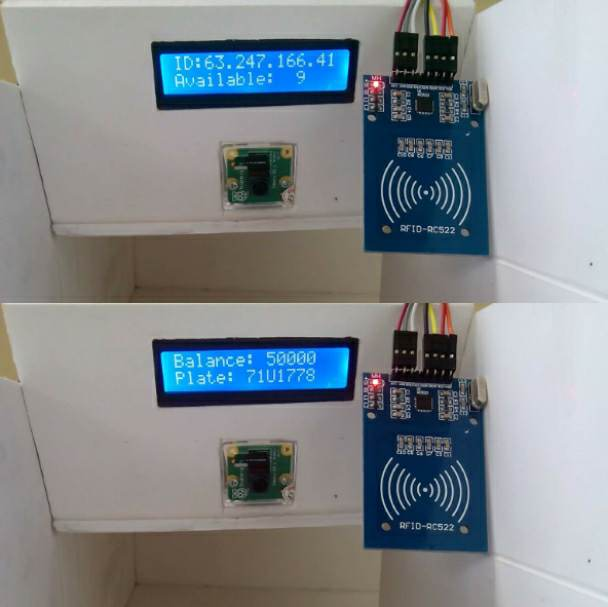 ID:63.247.166.41
Available: 9
RFID-RC522
Balance: 50000
Plate: 71U1778
RFID-RC522